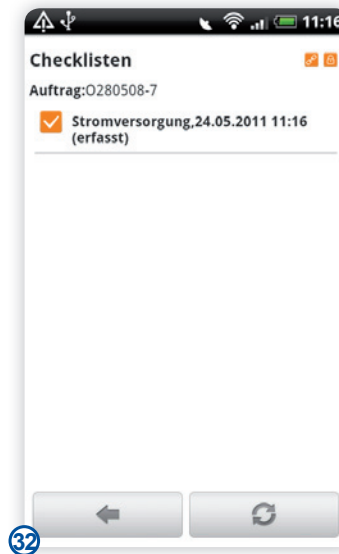 11:16
Checklisten
Auftrag:O280508-7
Stromversorgung,24.05.2011 11:16
(erfasst)
32